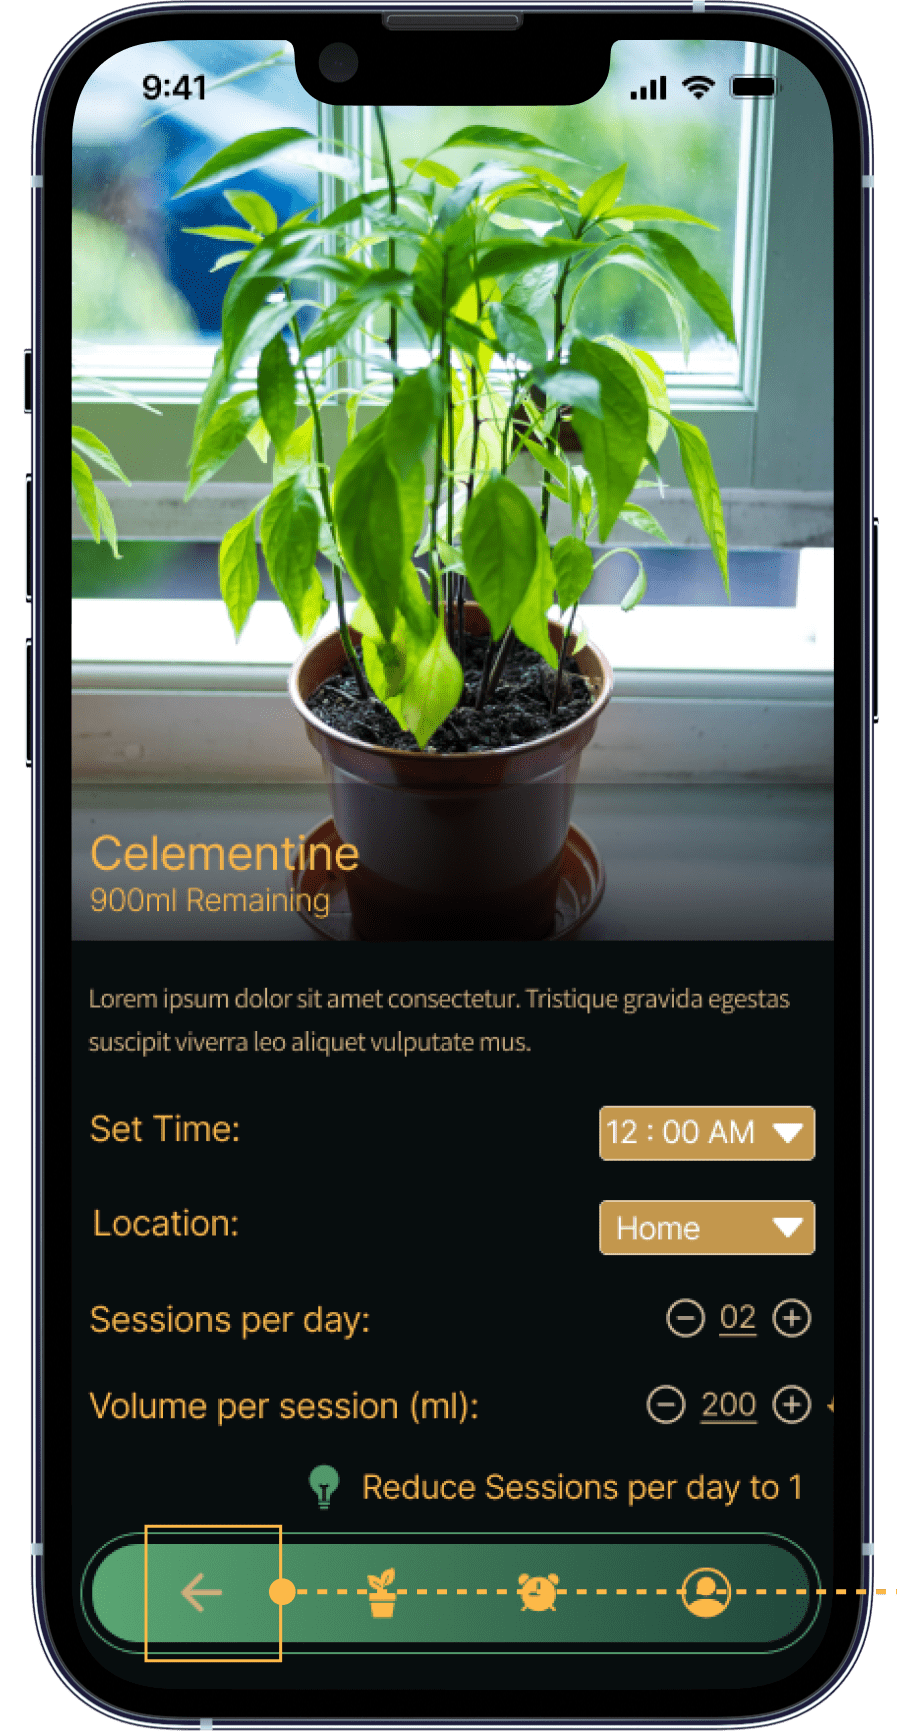 9:41
Celementine
900ml Remaining
Lorem ipsum dolor sit amet consectetur. Tristique gravida egestas
suscipit viverra leo aliquet vulputate mus.
Set Time:
12 : 00 AM
Location:
Home
Sessions per day:
02
Volume per session (ml):
200
Reduce Sessions per day to 1